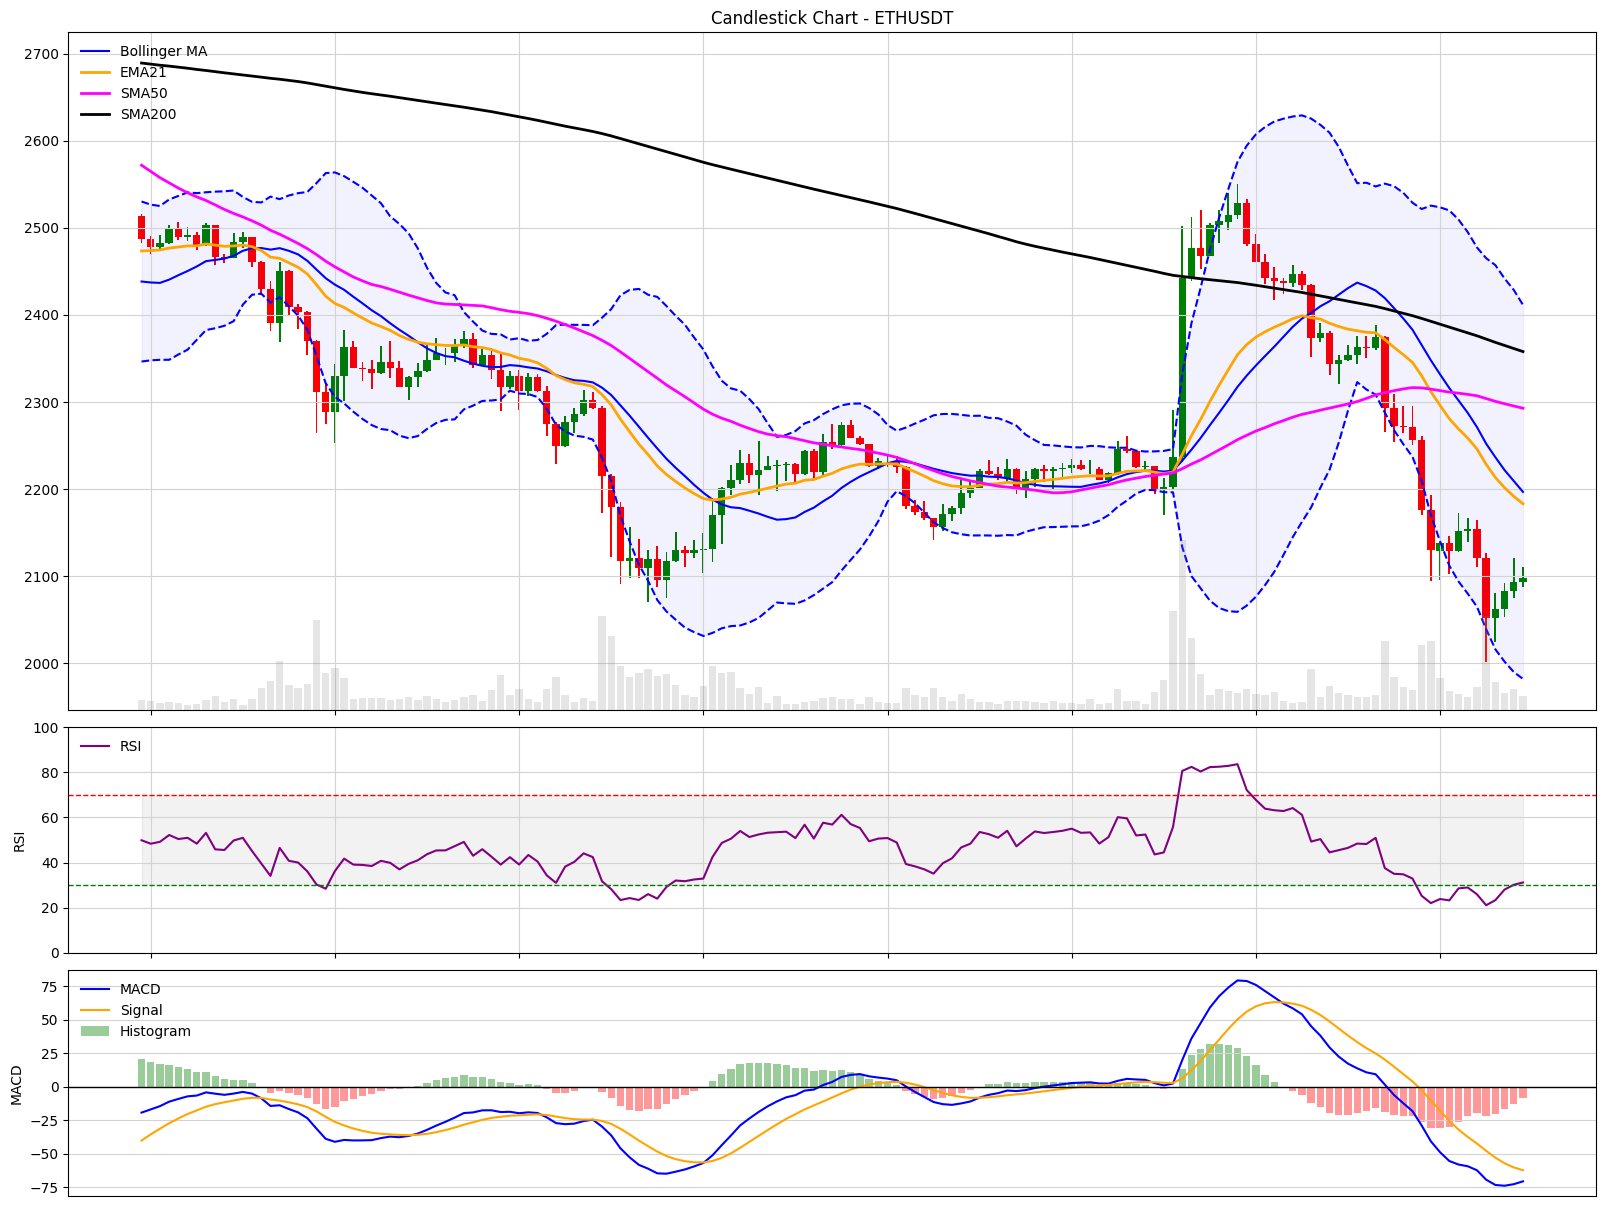 Candlestick Chart - ETHUSDT
2700
2600
2500
2400
2300
2200
2100
2000
Bollinger MA
EMA21
SMA50
SMA200
100
80
60
40
20
0
RSI
RSI
75
50
25
0
−25
−50
−75
MACD
MACD
Signal
Histogram